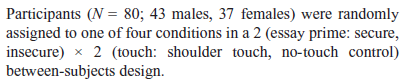 Participants (N = 80; 43 males, 37 females) were randomly
assigned to one of four conditions in a 2 (essay prime: secure,
insecure) × 2 (touch: shoulder touch, no-touch control)
between-subjects design.